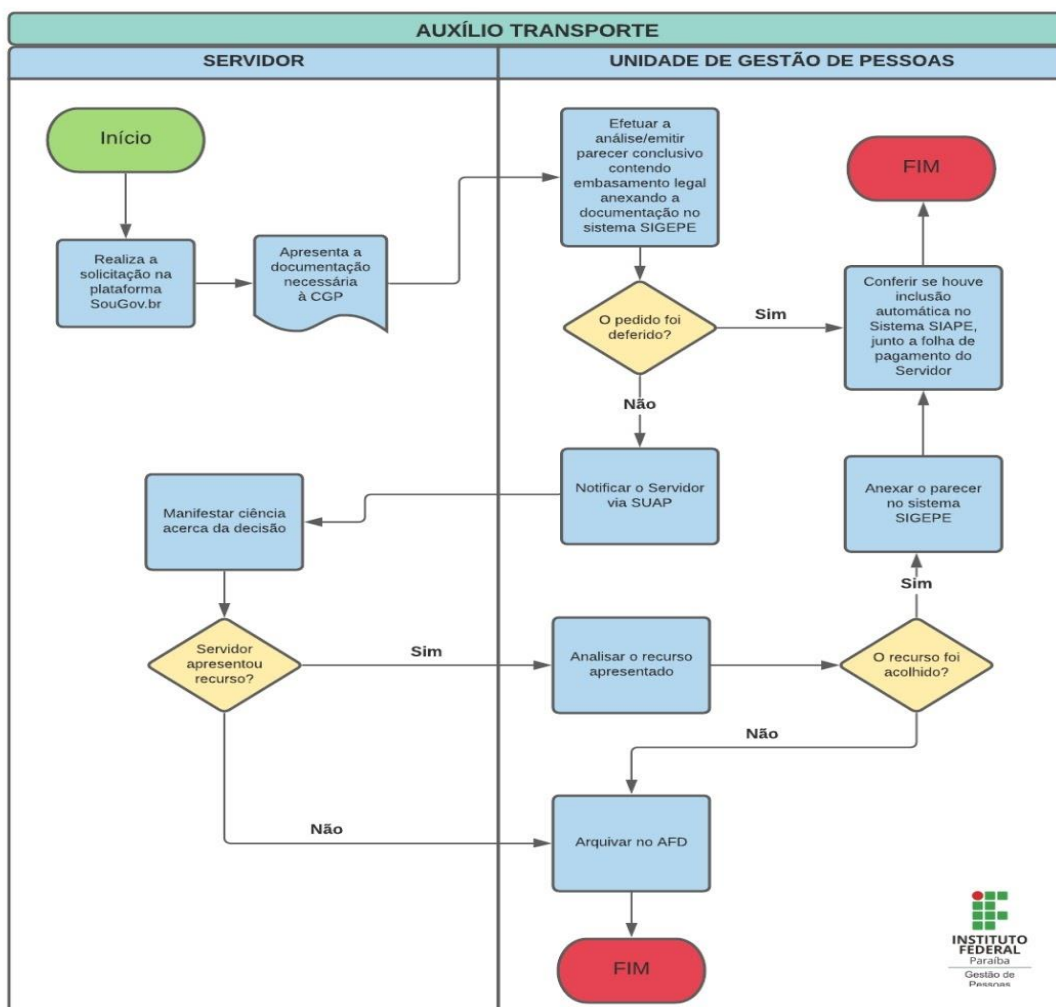 AUXÍLIO TRANSPORTE
SERVIDOR
UNIDADE DE GESTÃO DE PESSOAS
Início
Realiza a
solicitação na
plataforma
SouGov.br
Apresenta a
documentação
necessária
à CGP
Efetuar a
análise/emitir
parecer conclusivo
contendo
embasamento legal
anexando a
documentação no
sistema SIGEPE
FIM
O pedido foi
deferido?
Sim
Conferir se houve
inclusão
automática no
Sistema SIAPE,
junto a folha de
pagamento do
Servidor
Não
Notificar o Servidor
via SUAP
Manifestar ciência
acerca da decisão
Anexar o parecer
no sistema
SIGEPE
Sim
Servidor
apresentou
recurso?
Sim
Analisar o recurso
apresentado
O recurso foi
acolhido?
Não
Não
Arquivar no AFD
FIM
INSTITUTO
FEDERAL
Paraíba
Gestão de
Pessoas